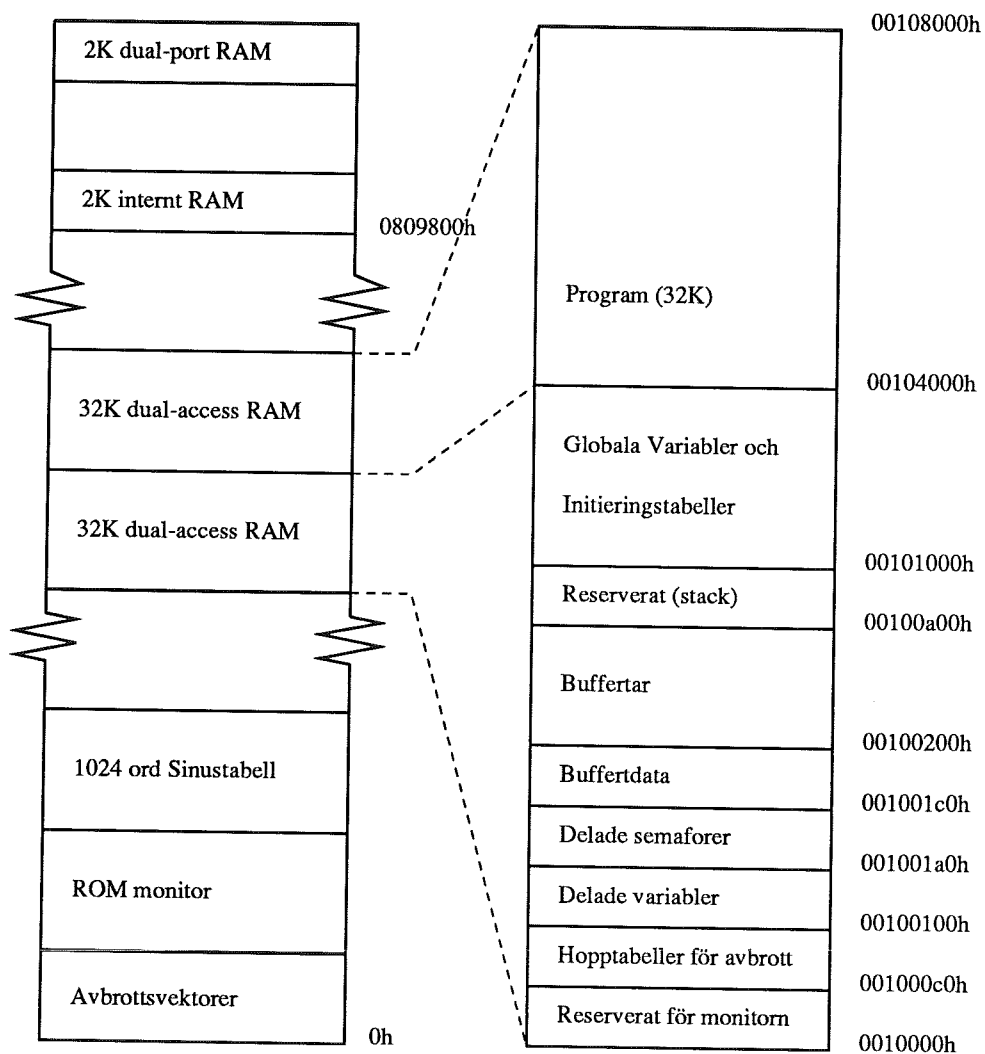 2K dual-port RAM
2K internt RAM
0809800h
32K dual-access RAM
32K dual-access RAM
1024 ord Sinustabell
ROM monitor
Avbrottsvektorer
0h
00108000h
Program (32K)
00104000h
Globala Variabler och
Initieringstabeller
00101000h
Reserverat (stack)
00100a00h
Buffertar
00100200h
Buffertdata
001001c0h
Delade semaforer
001001a0h
Delade variabler
00100100h
Hopptabeller för avbrott
001000c0h
Reserverat för monitorn
0010000h